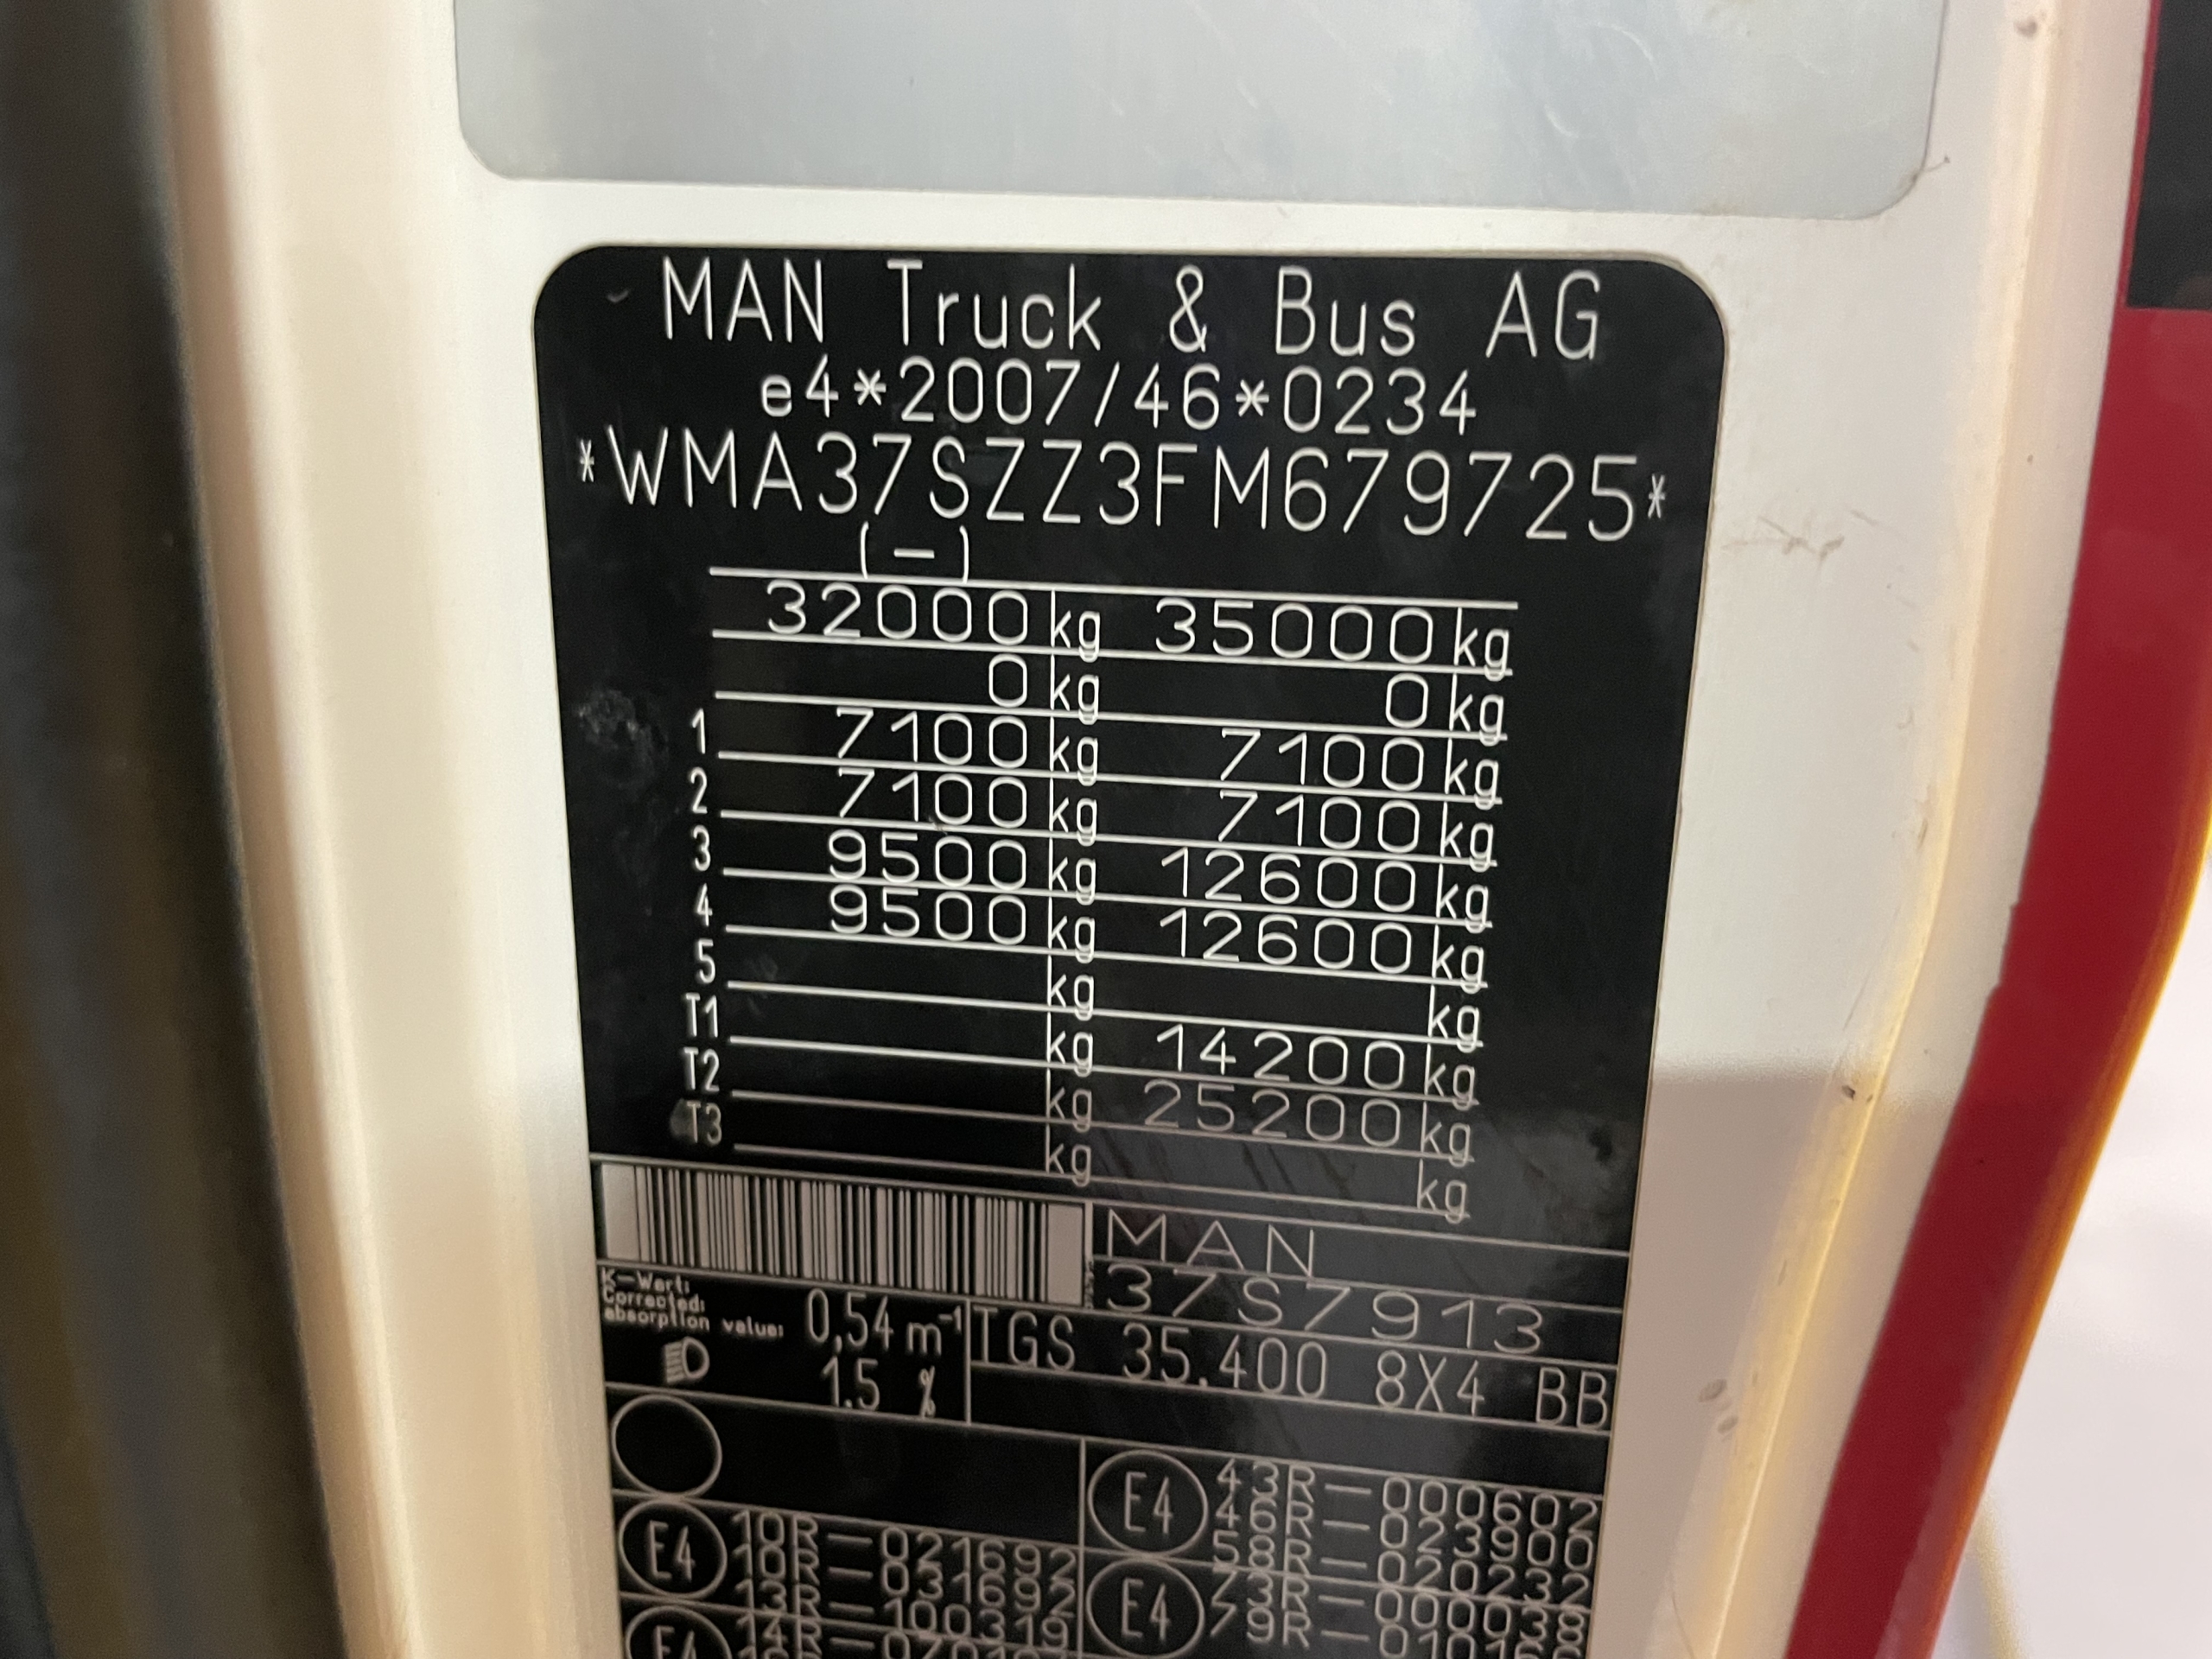 MAN Truck & Bus AG
e4*2007/46*0234
*WMA37SZZ3FM679725*
(-)
32000 kg 35000 kg
0 kg 0 kg
1 7100 kg 7100 kg
2 7100 kg 7100 kg
3 9500 kg 12600 kg
4 9500 kg 12600 kg
5 kg kg
T1 kg 14200 kg
T2 kg 25200 kg
T3 kg kg
MAN
37S7913
K-Wert:
Corrected:
absorption value: 0,54 m⁻¹
TGS 35.400 8X4 BB
1.5 %
E4 43R-000602
46R-023900
58R-020232
E4 10R-021692
10R-031692
13R-100319
E4 73R-000038
79R-
E4 14R-